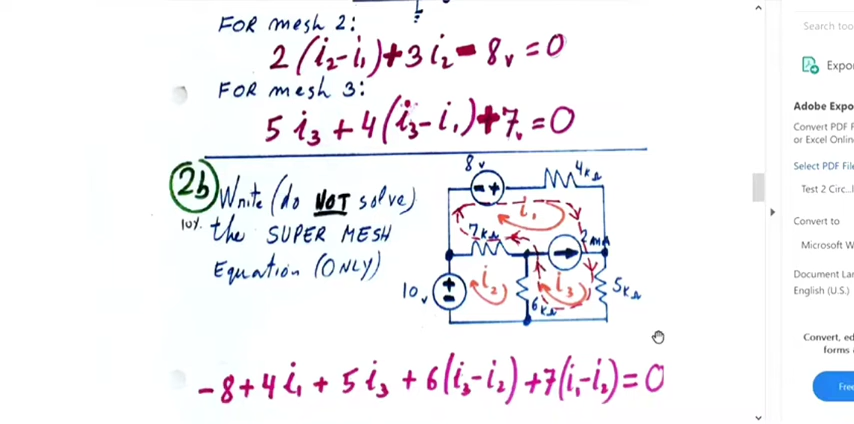 FOR mesh 2:
2(i₂-i₁)+3i₂-8v=0
FOR mesh 3:
5i₃+4(i₃-i₁)+7v=0
2b
10%
Write (do NOT solve)
the SUPER MESH
Equation (ONLY)
8v
4KΩ
i₁
7KΩ
2mA
10v
i₂
i₃
6KΩ
5KΩ
-8+4i₁+5i₃+6(i₃-i₂)+7(i₁-i₂)=0
Search too
Expor
Adobe Expo
Convert PDF F
or Excel Onlin
Select PDF File
Test 2 Circ...l
Convert to
Microsoft W
Document Lan
English (U.S.)
Convert, ed
forms
Free